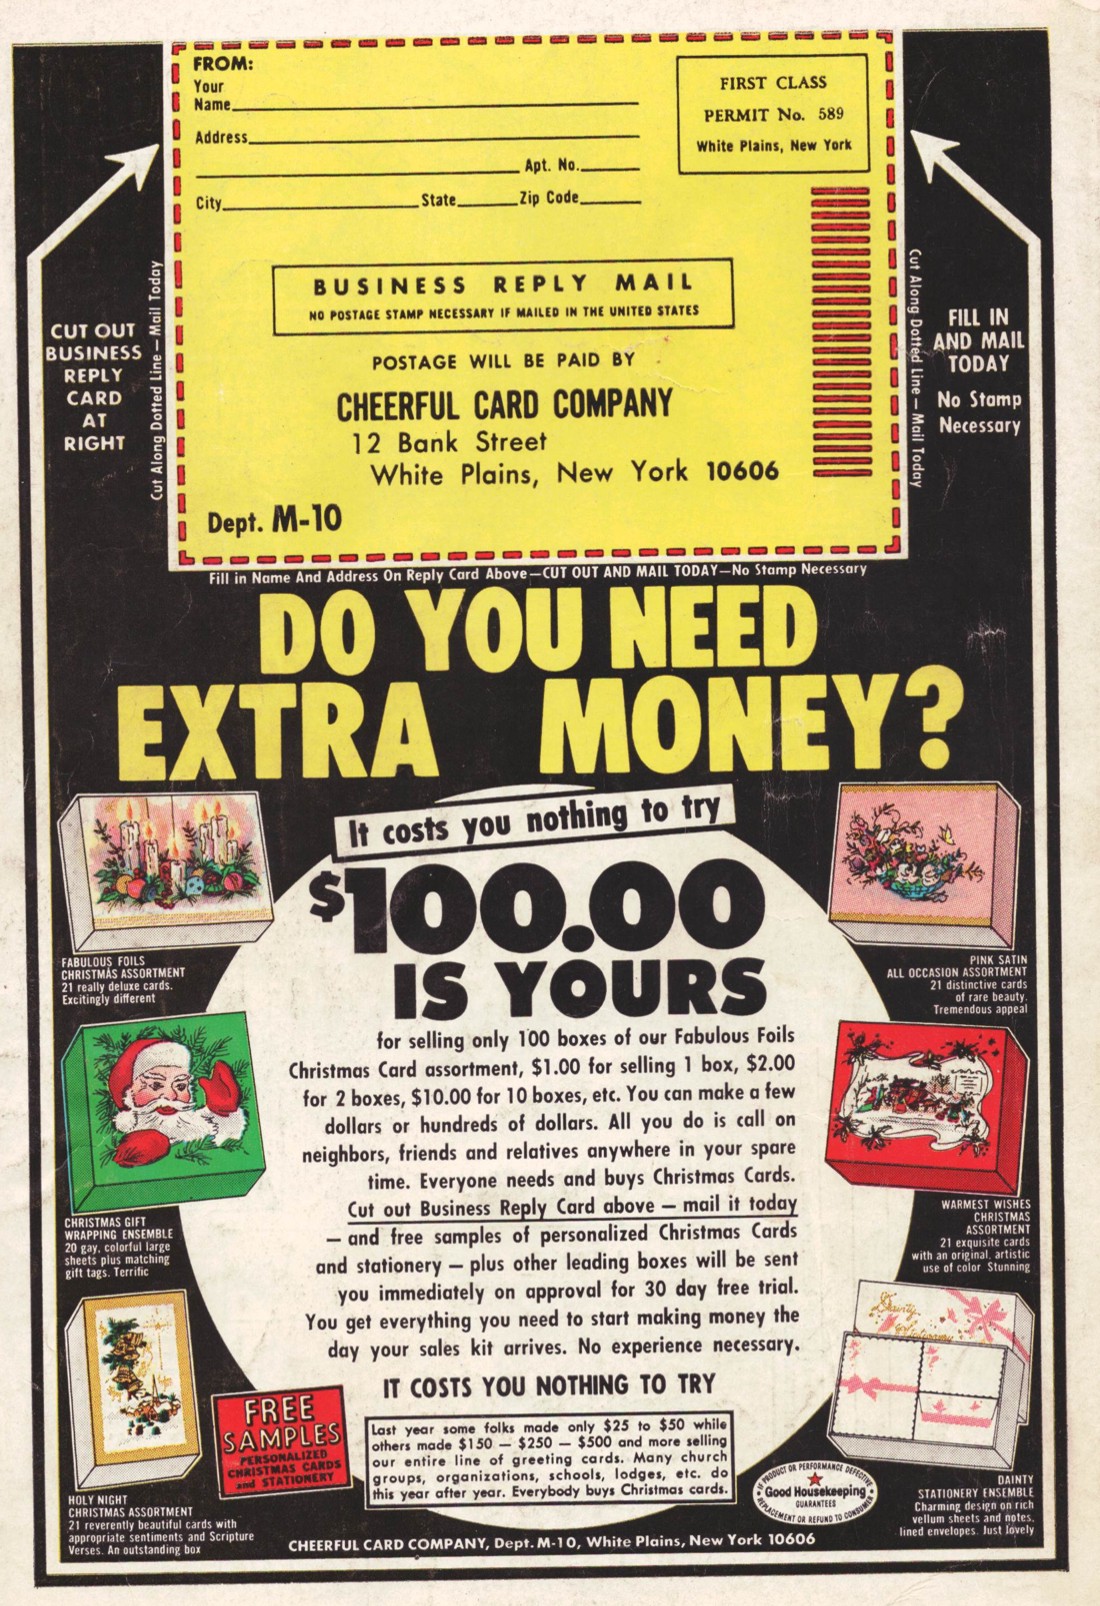 FROM:
Your
Name
Address
Apt. No.
City State Zip Code
FIRST CLASS
PERMIT No. 589
White Plains, New York
BUSINESS REPLY MAIL
NO POSTAGE STAMP NECESSARY IF MAILED IN THE UNITED STATES
POSTAGE WILL BE PAID BY
CHEERFUL CARD COMPANY
12 Bank Street
White Plains, New York 10606
Dept. M-10
CUT OUT
BUSINESS
REPLY
CARD
AT
RIGHT
Cut Along Dotted Line — Mail Today
Cut Along Dotted Line — Mail Today
FILL IN
AND MAIL
TODAY
No Stamp
Necessary
Fill in Name And Address On Reply Card Above—CUT OUT AND MAIL TODAY—No Stamp Necessary
DO YOU NEED
EXTRA MONEY?
It costs you nothing to try
$100.00
IS YOURS
for selling only 100 boxes of our Fabulous Foils
Christmas Card assortment, $1.00 for selling 1 box, $2.00
for 2 boxes, $10.00 for 10 boxes, etc. You can make a few
dollars or hundreds of dollars. All you do is call on
neighbors, friends and relatives anywhere in your spare
time. Everyone needs and buys Christmas Cards.
Cut out Business Reply Card above — mail it today
— and free samples of personalized Christmas Cards
and stationery — plus other leading boxes will be sent
you immediately on approval for 30 day free trial.
You get everything you need to start making money the
day your sales kit arrives. No experience necessary.
IT COSTS YOU NOTHING TO TRY
Last year some folks made only $25 to $50 while
others made $150 — $250 — $500 and more selling
our entire line of greeting cards. Many church
groups, organizations, schools, lodges, etc. do
this year after year. Everybody buys Christmas cards.
FABULOUS FOILS
CHRISTMAS ASSORTMENT
21 really deluxe cards.
Excitingly different
CHRISTMAS GIFT
WRAPPING ENSEMBLE
20 gay, colorful large
sheets plus matching
gift tags. Terrific
HOLY NIGHT
CHRISTMAS ASSORTMENT
21 reverently beautiful cards with
appropriate sentiments and Scripture
Verses. An outstanding box
FREE
SAMPLES
PERSONALIZED
CHRISTMAS CARDS
and STATIONERY
PINK SATIN
ALL OCCASION ASSORTMENT
21 distinctive cards
of rare beauty.
Tremendous appeal
WARMEST WISHES
CHRISTMAS
ASSORTMENT
21 exquisite cards
with an original, artistic
use of color Stunning
Dainty
DAINTY
STATIONERY ENSEMBLE
Charming design on rich
vellum sheets and notes,
lined envelopes. Just lovely
IF PRODUCT OR PERFORMANCE DEFECTIVE
Good Housekeeping
GUARANTEES
REPLACEMENT OR REFUND TO CONSUMER
CHEERFUL CARD COMPANY, Dept. M-10, White Plains, New York 10606